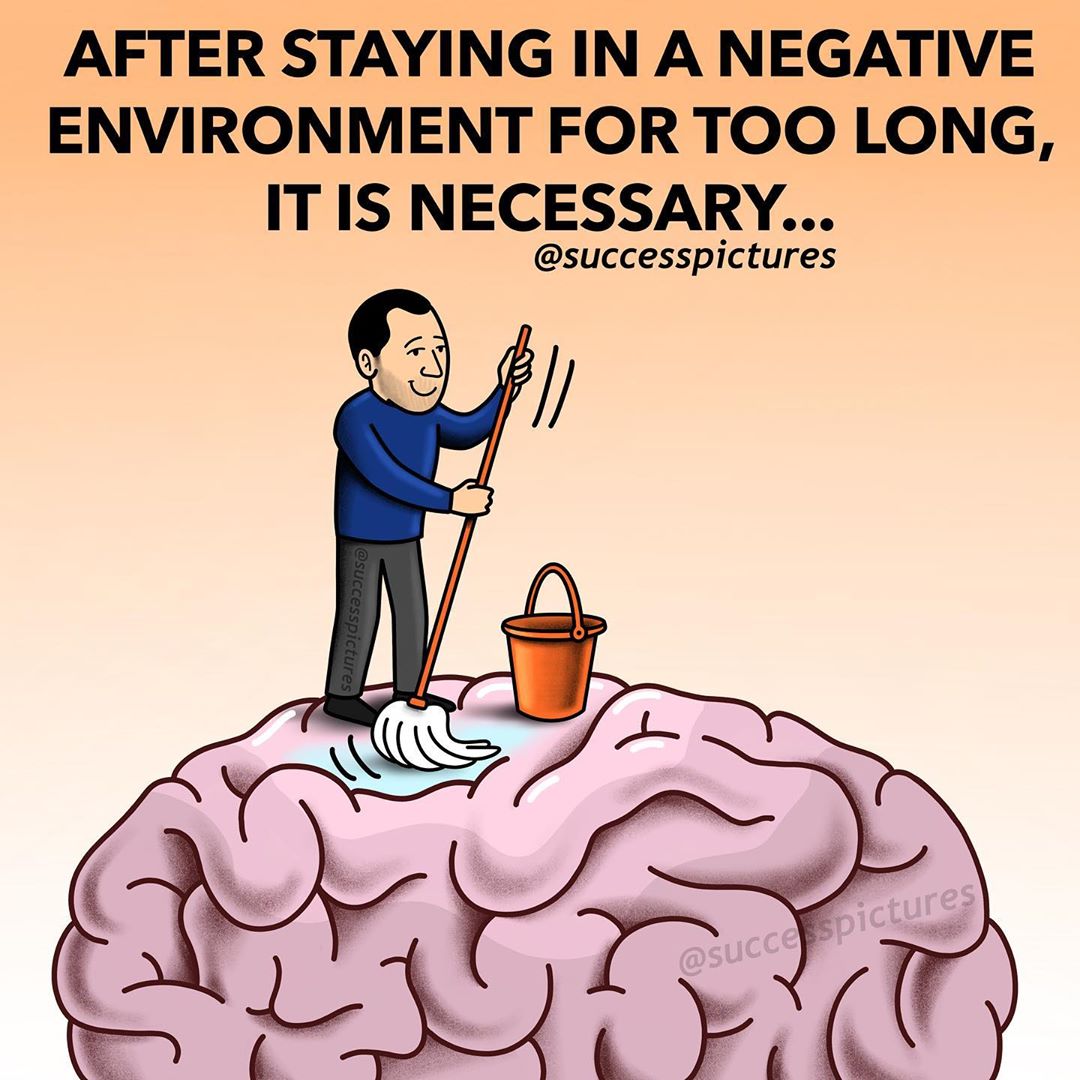 AFTER STAYING IN A NEGATIVE
ENVIRONMENT FOR TOO LONG,
IT IS NECESSARY...
@successpictures
@successpictures
@successpictures